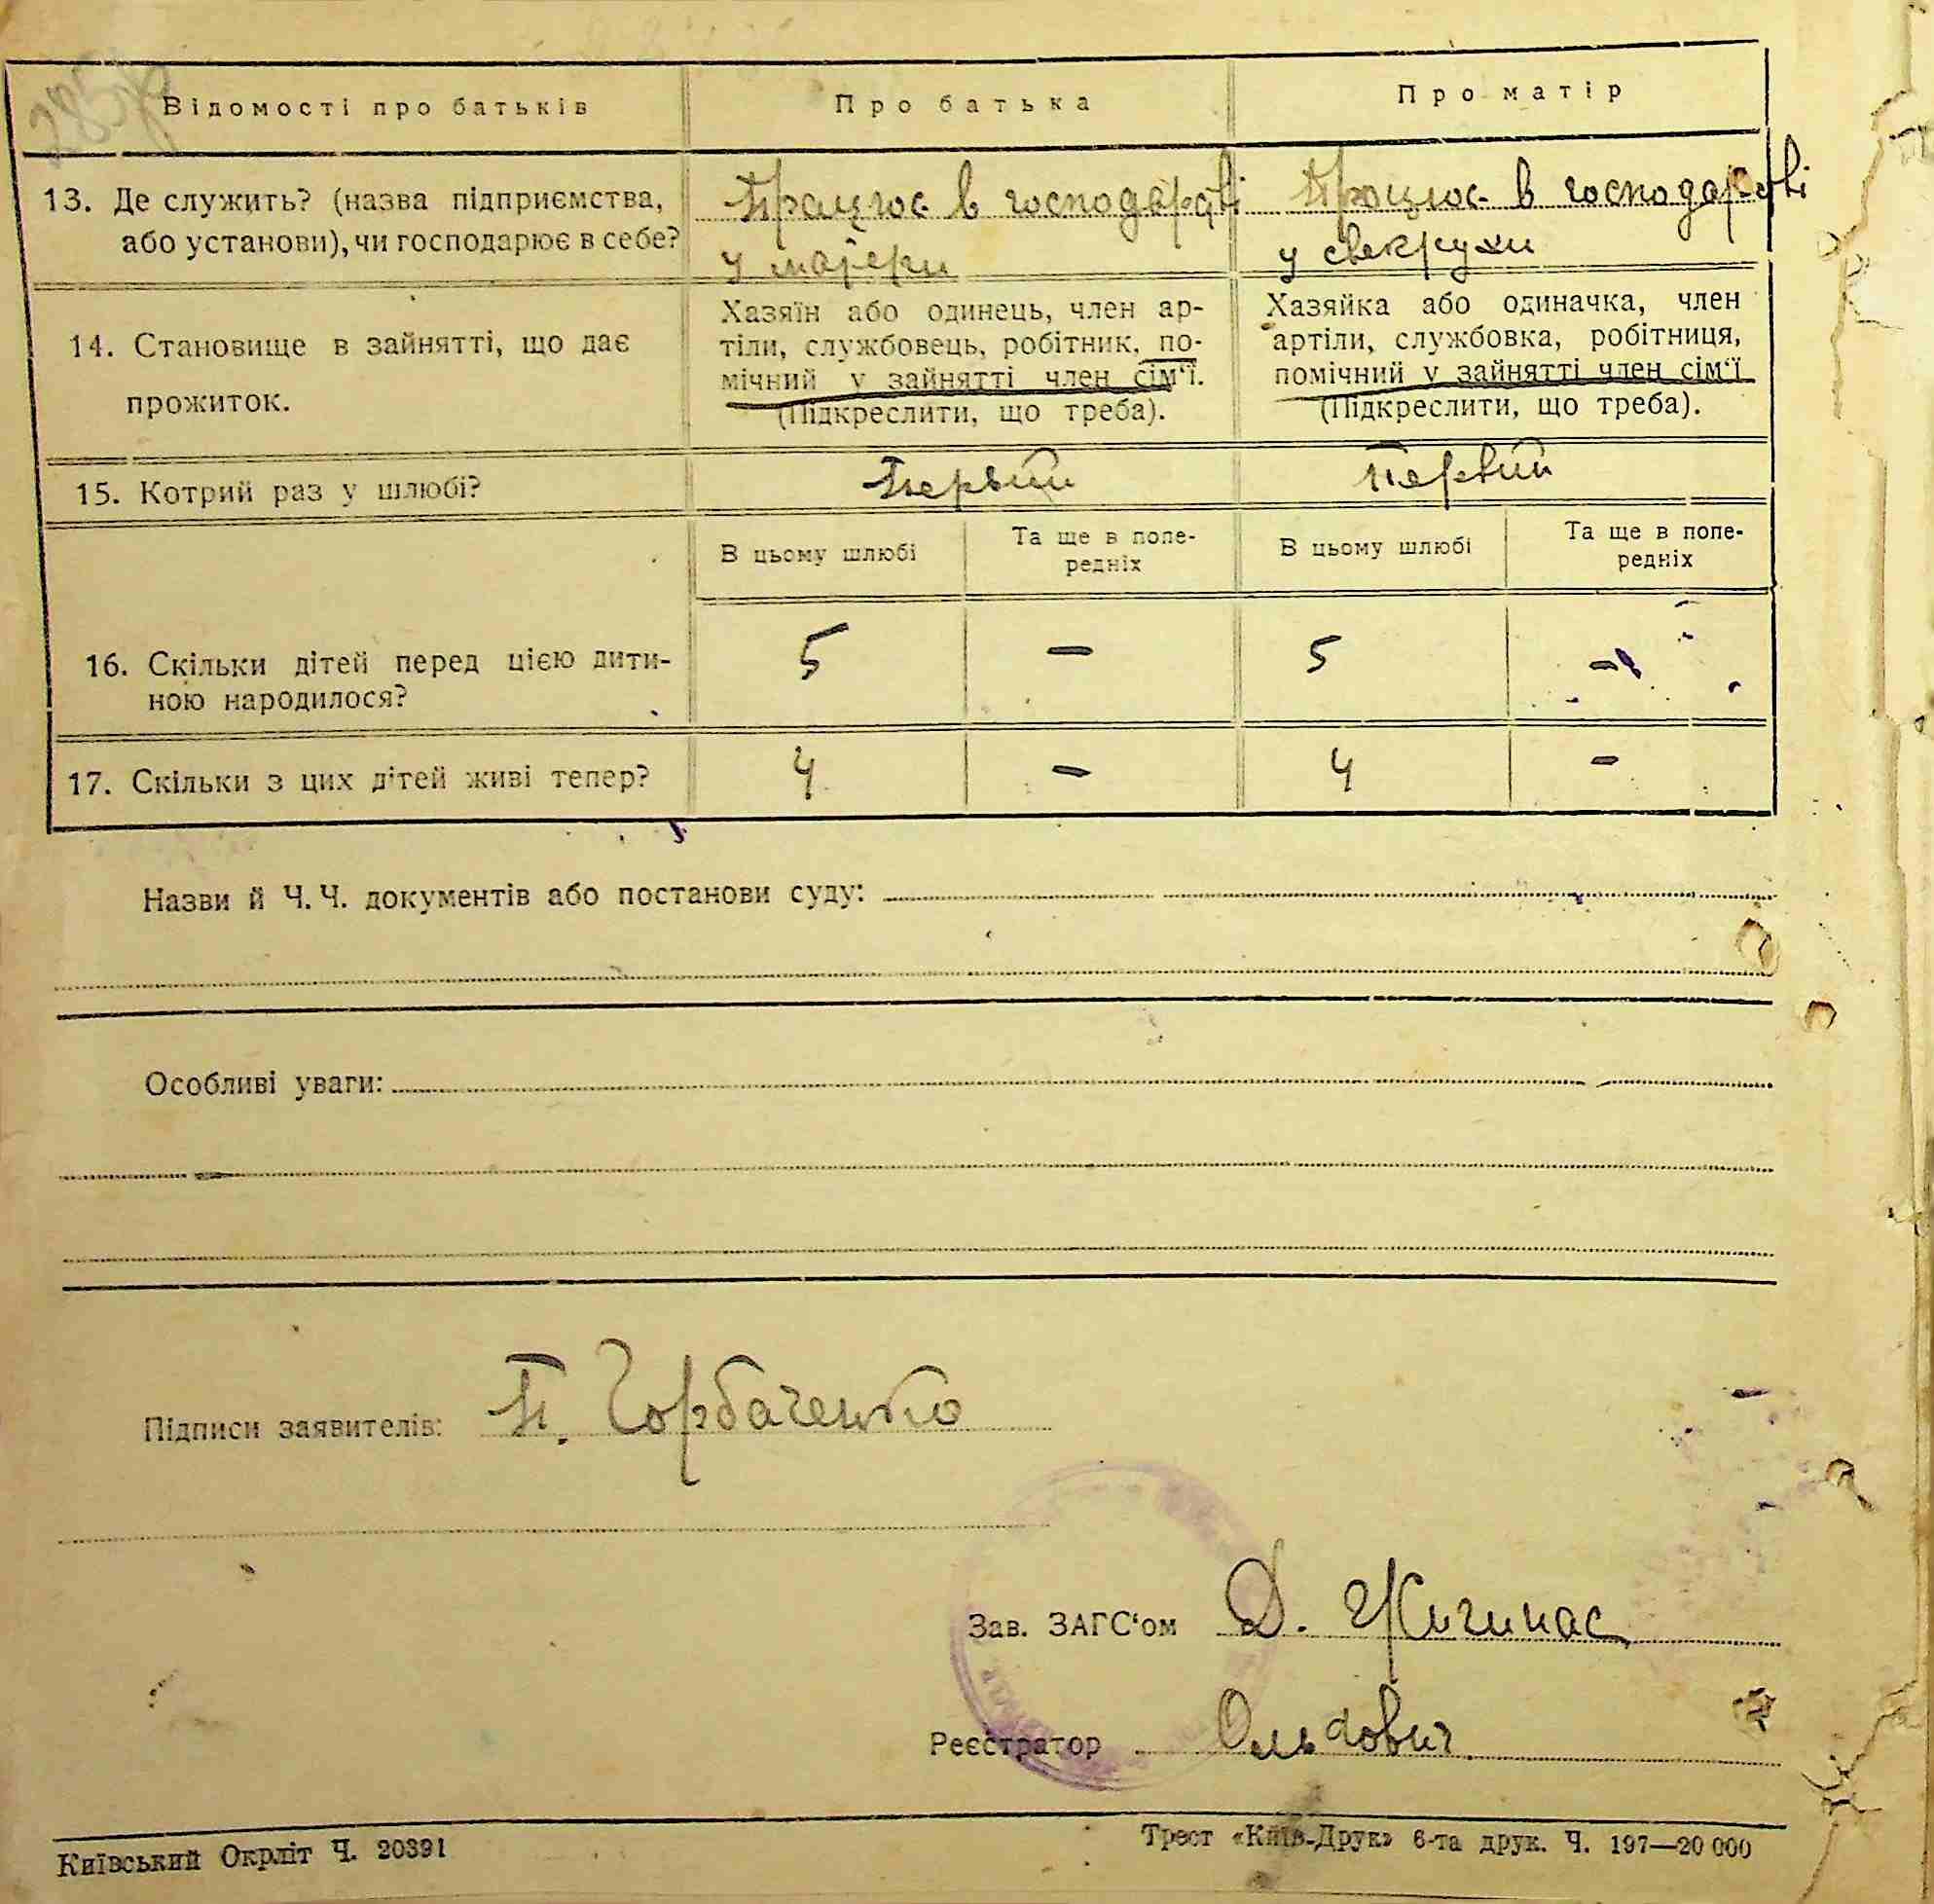 Відомості про батьків
Про батька
Про матір
13. Де служить? (назва підприємства,
або установи), чи господарює в себе?
Працює в господарстві
у матери
Працює в господарстві
у свекрухи
14. Становище в зайнятті, що дає
прожиток.
Хазяїн або одинець, член ар-
тіли, службовець, робітник, по-
мічний у зайнятті член сім‘ї.
(Підкреслити, що треба).
Хазяйка або одиначка, член
артіли, службовка, робітниця,
помічний у зайнятті член сім‘ї
(Підкреслити, що треба).
15. Котрий раз у шлюбі?
Первий
Первий
В цьому шлюбі
Та ще в попе-
редніх
В цьому шлюбі
Та ще в попе-
редніх
16. Скільки дітей перед цією дити-
ною народилося?
5 — 5 —
17. Скільки з цих дітей живі тепер?
4 — 4 —
Назви й Ч. Ч. документів або постанови суду:
Особливі уваги:
Підписи заявителів: П. Горбаченко
Зав. ЗАГС‘ом Д.
Реєстратор
Київський Окрліт Ч. 20391
Трест «Київ-Друк» 6-та друк. Ч. 197—20 000